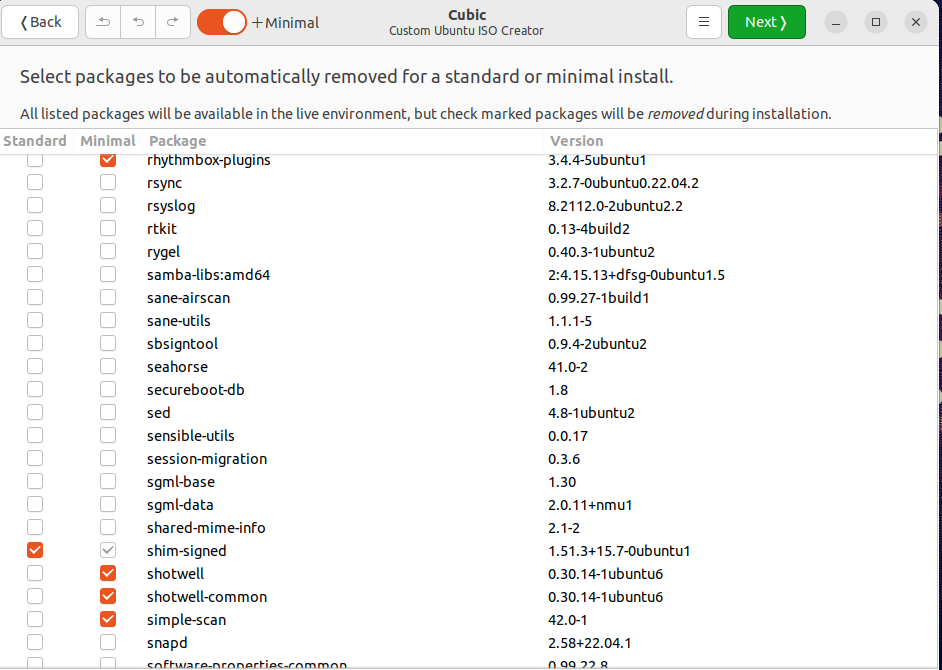 Back
Minimal
Cubic
Custom Ubuntu ISO Creator
Next
Select packages to be automatically removed for a standard or minimal install.
All listed packages will be available in the live environment, but check marked packages will be removed during installation.
Standard Minimal Package Version
rhythmbox-plugins 3.4.4-5ubuntu1
rsync 3.2.7-0ubuntu0.22.04.2
rsyslog 8.2112.0-2ubuntu2.2
rtkit 0.13-4build2
rygel 0.40.3-1ubuntu2
samba-libs:amd64 2:4.15.13+dfsg-0ubuntu1.5
sane-airscan 0.99.27-1build1
sane-utils 1.1.1-5
sbsigntool 0.9.4-2ubuntu2
seahorse 41.0-2
secureboot-db 1.8
sed 4.8-1ubuntu2
sensible-utils 0.0.17
session-migration 0.3.6
sgml-base 1.30
sgml-data 2.0.11+nmu1
shared-mime-info 2.1-2
shim-signed 1.51.3+15.7-0ubuntu1
shotwell 0.30.14-1ubuntu6
shotwell-common 0.30.14-1ubuntu6
simple-scan 42.0-1
snapd 2.58+22.04.1
software-properties-common 0.99.22.8